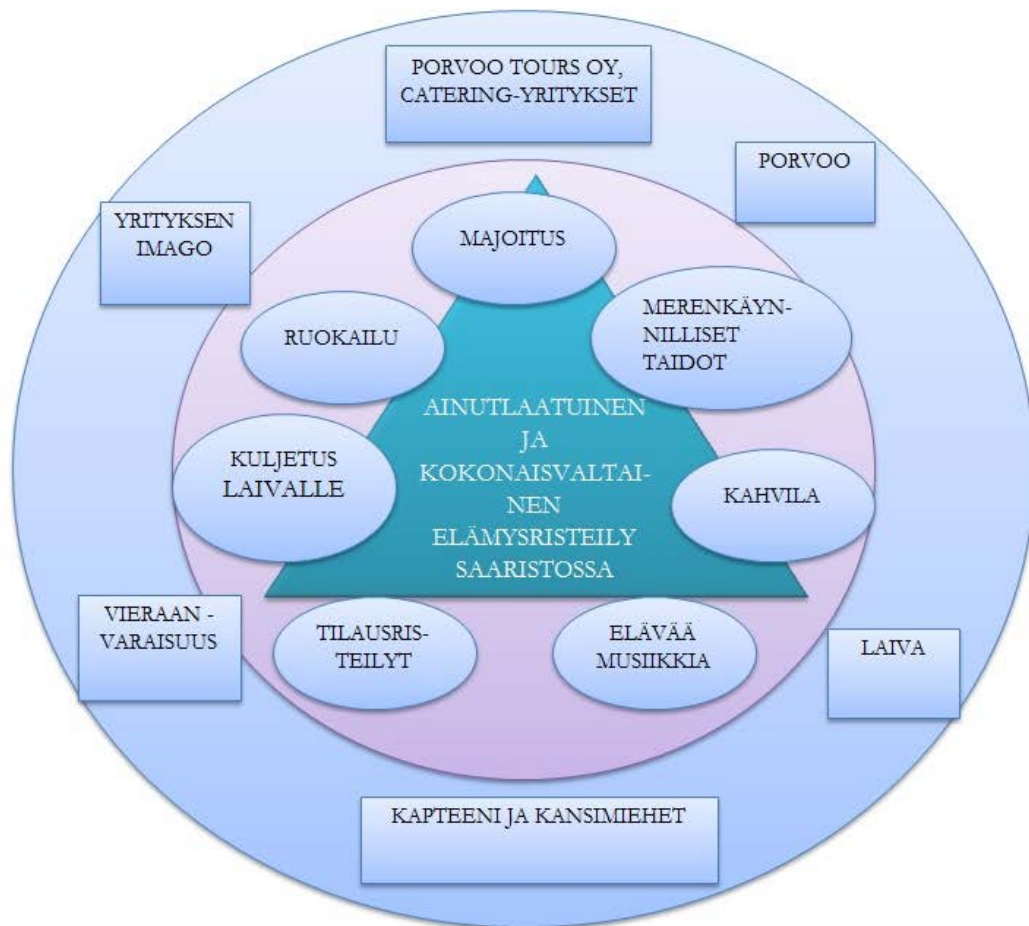 PORVOO TOURS OY,
CATERING-YRITYKSET
PORVOO
YRITYKSEN
IMAGO
MAJOITUS
RUOKAILU
MERENKÄYN-
NILLISET
TAIDOT
AINUTLAATUINEN
JA
KOKONAISVALTAI-
NEN
ELÄMYSRISTEILY
SAARISTOSSA
KULJETUS
LAIVALLE
KAHVILA
VIERAAN -
VARAISUUS
TILAUSRIS-
TEILYT
ELÄVÄÄ
MUSIIKKIA
LAIVA
KAPTEENI JA KANSIMIEHET